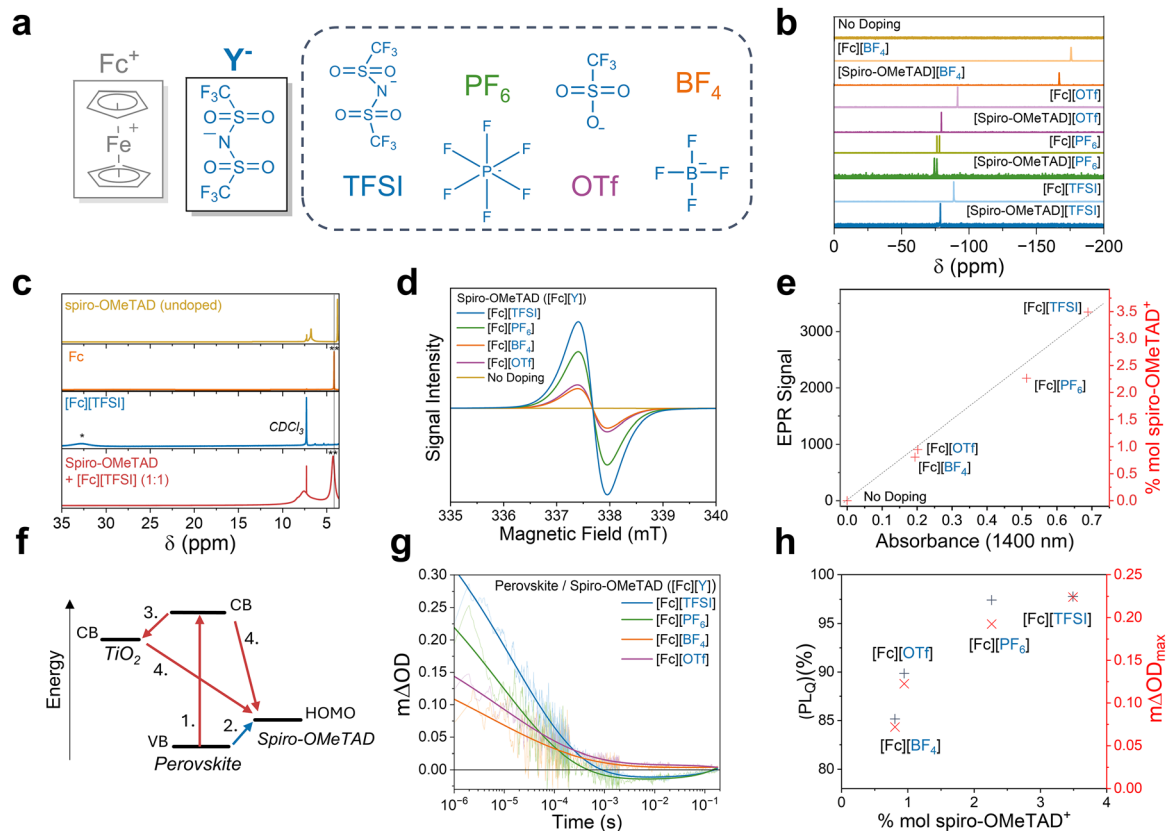 a
Fc⁺
Fe
+
Y⁻
CF₃
O=S=O
N⁻
O=S=O
F₃C
F₃C
O=S=O
N⁻
O=S=O
CF₃
TFSI
PF₆
F
F
F
P⁻
F
F
F
CF₃
O=S=O
O⁻
OTf
BF₄
F
F
B⁻
F
F
b
No Doping
[Fc][BF₄]
[Spiro-OMeTAD][BF₄]
[Fc][OTf]
[Spiro-OMeTAD][OTf]
[Fc][PF₆]
[Spiro-OMeTAD][PF₆]
[Fc][TFSI]
[Spiro-OMeTAD][TFSI]
0 −50 −100 −150 −200
δ (ppm)
c
spiro-OMeTAD (undoped)
Fc
**
[Fc][TFSI]
*
CDCl₃
Spiro-OMeTAD
+ [Fc][TFSI] (1:1)
**
35 30 25 20 15 10 5
δ (ppm)
d
Signal Intensity
Spiro-OMeTAD ([Fc][Y])
[Fc][TFSI]
[Fc][PF₆]
[Fc][BF₄]
[Fc][OTf]
No Doping
335 336 337 338 339 340
Magnetic Field (mT)
e
EPR Signal
3000
2000
1000
0
[Fc][TFSI]
[Fc][PF₆]
[Fc][OTf]
[Fc][BF₄]
No Doping
3.5
3.0
2.5
2.0
1.5
1.0
0.5
0.0
% mol spiro-OMeTAD⁺
0.0 0.1 0.2 0.3 0.4 0.5 0.6 0.7
Absorbance (1400 nm)
f
Energy
CB
3.
CB
TiO₂
4.
4.
1.
2.
HOMO
Spiro-OMeTAD
VB
Perovskite
g
mΔOD
0.30
0.25
0.20
0.15
0.10
0.05
0.00
Perovskite / Spiro-OMeTAD ([Fc][Y])
[Fc][TFSI]
[Fc][PF₆]
[Fc][BF₄]
[Fc][OTf]
10⁻⁶ 10⁻⁵ 10⁻⁴ 10⁻³ 10⁻² 10⁻¹
Time (s)
h
(PL_Q)(%)
100
95
90
85
80
[Fc][OTf]
[Fc][BF₄]
[Fc][PF₆]
[Fc][TFSI]
0.25
0.20
0.15
0.10
0.05
0.00
mΔOD_max
0 1 2 3 4
% mol spiro-OMeTAD⁺